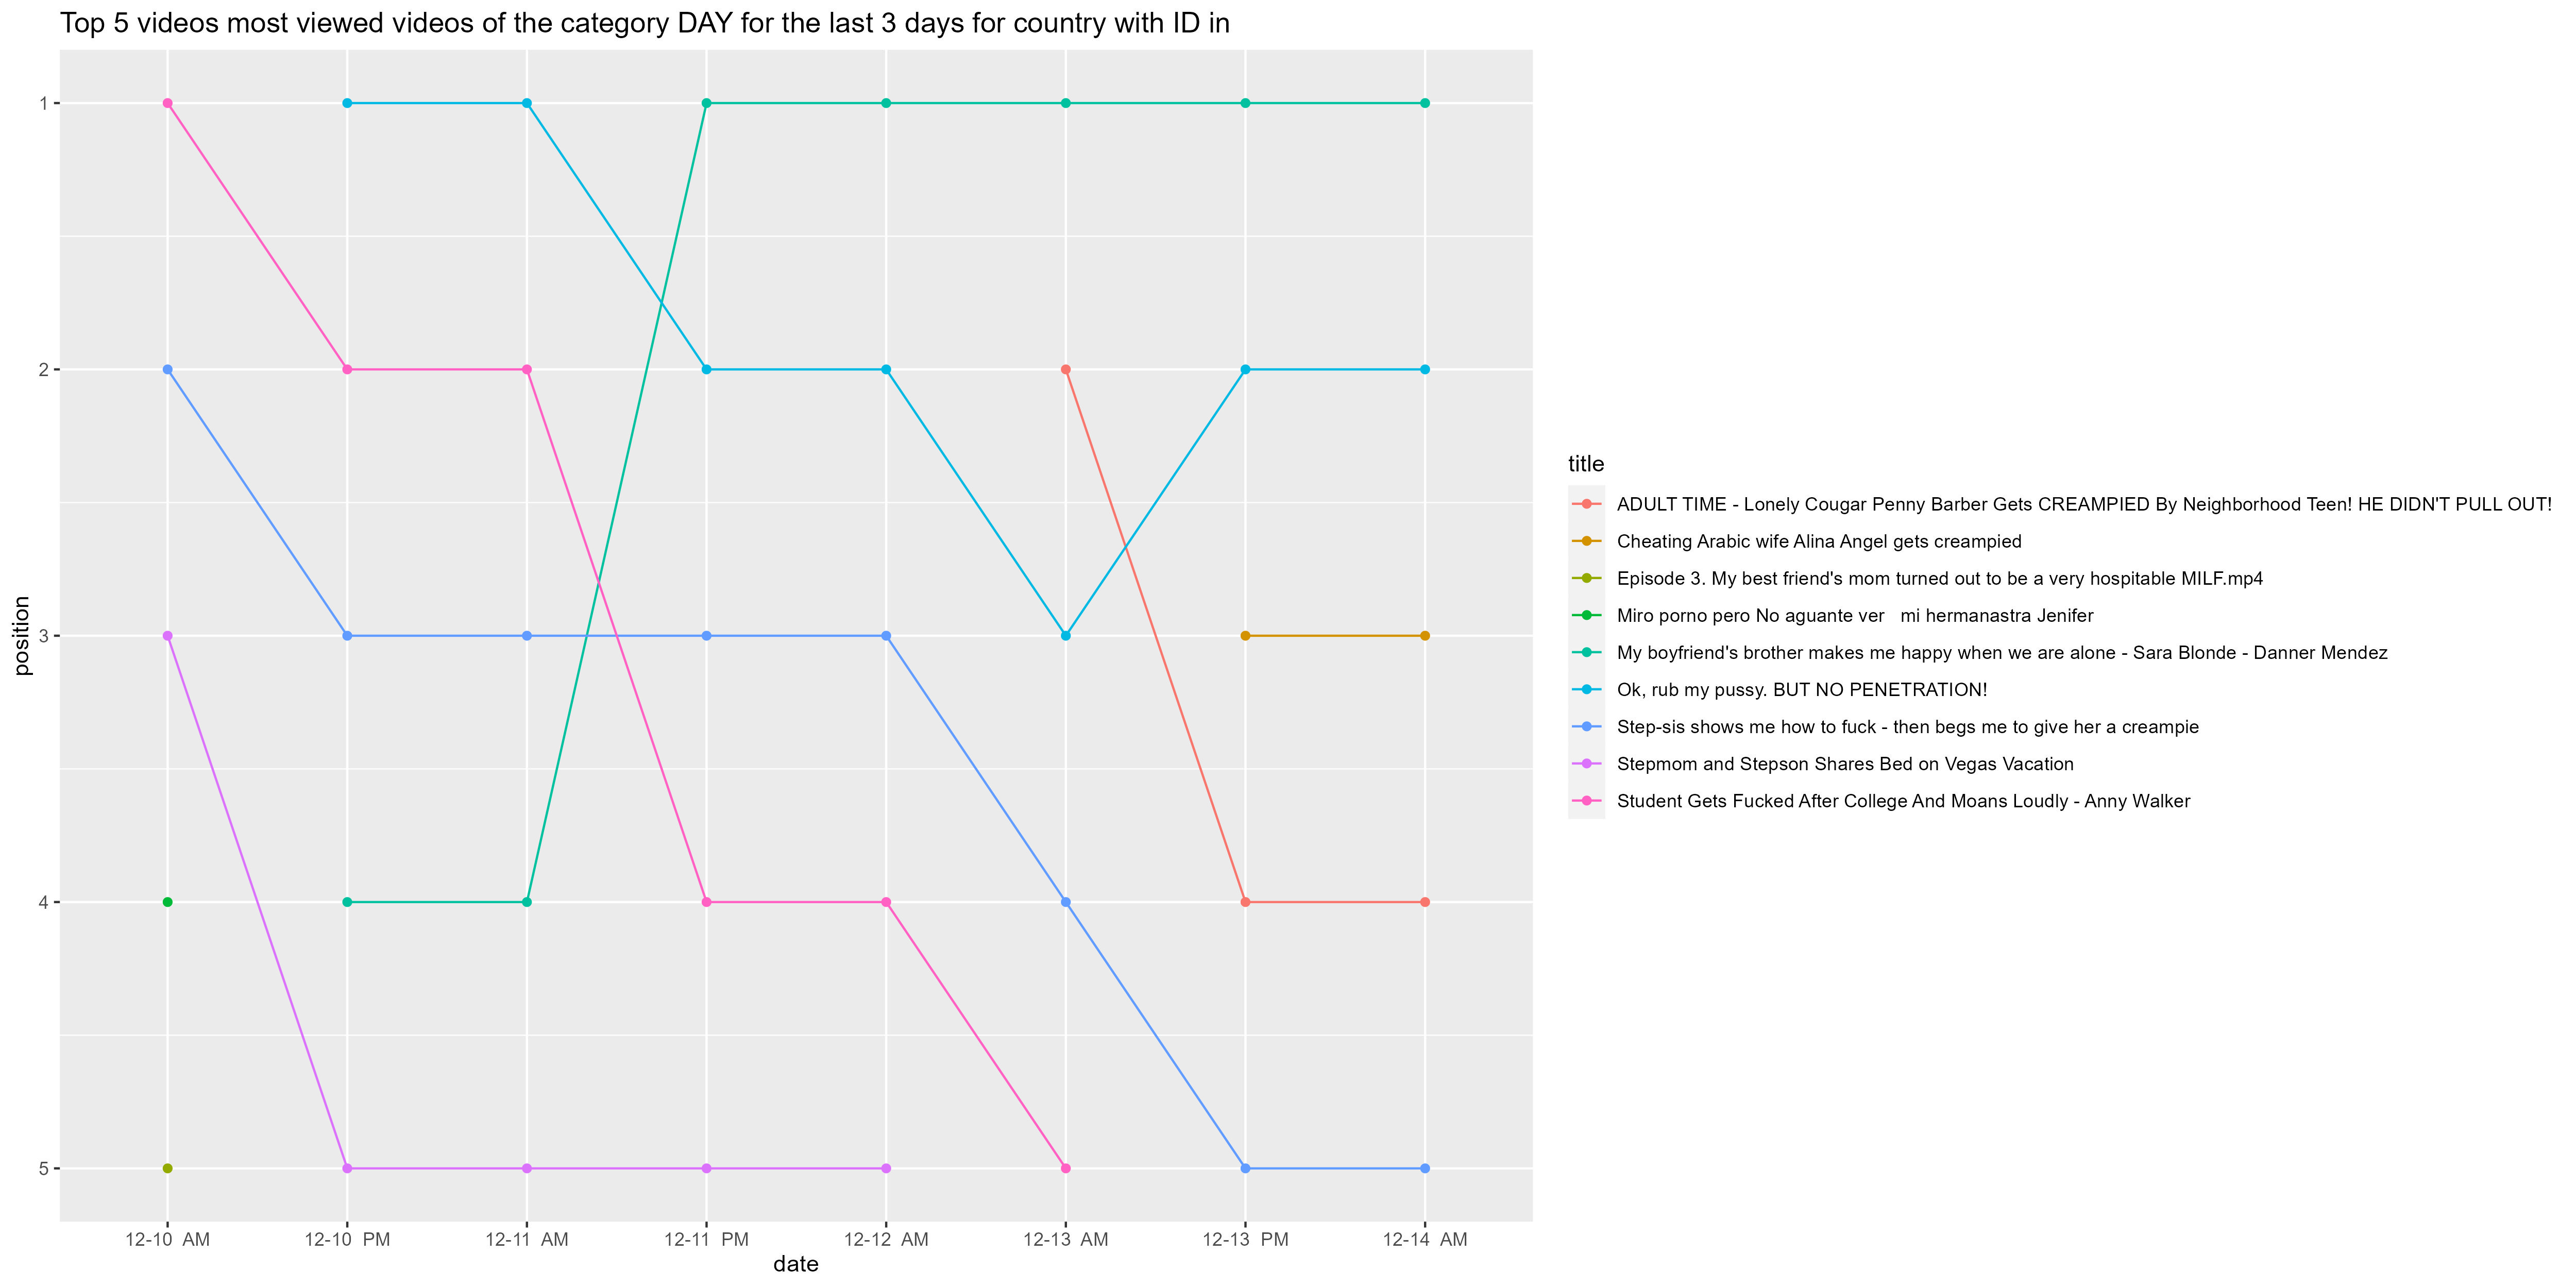 Top 5 videos most viewed videos of the category DAY for the last 3 days for country with ID in
position
1
2
3
4
5
12-10 AM
12-10 PM
12-11 AM
12-11 PM
12-12 AM
12-13 AM
12-13 PM
12-14 AM
date
title
ADULT TIME - Lonely Cougar Penny Barber Gets CREAMPIED By Neighborhood Teen! HE DIDN'T PULL OUT!
Cheating Arabic wife Alina Angel gets creampied
Episode 3. My best friend's mom turned out to be a very hospitable MILF.mp4
Miro porno pero No aguante ver mi hermanastra Jenifer
My boyfriend's brother makes me happy when we are alone - Sara Blonde - Danner Mendez
Ok, rub my pussy. BUT NO PENETRATION!
Step-sis shows me how to fuck - then begs me to give her a creampie
Stepmom and Stepson Shares Bed on Vegas Vacation
Student Gets Fucked After College And Moans Loudly - Anny Walker